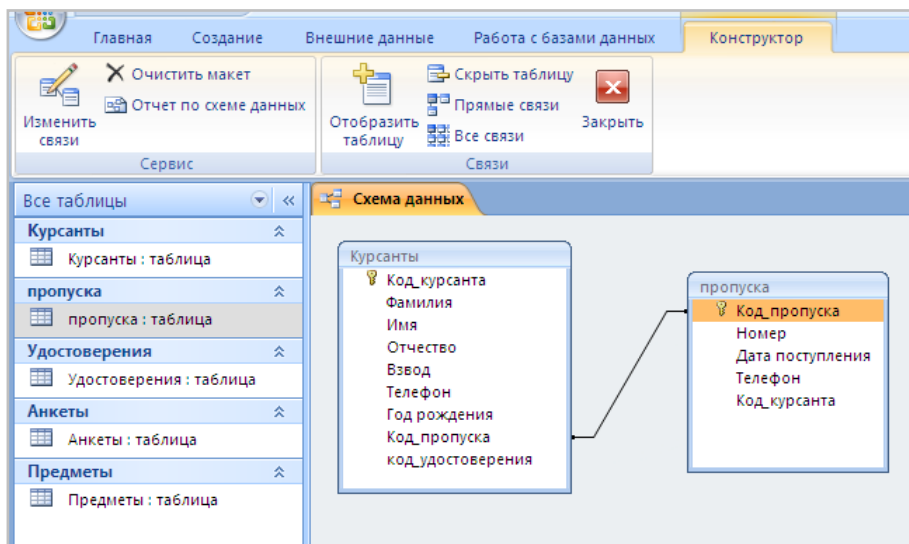 Главная Создание Внешние данные Работа с базами данных Конструктор
Изменить связи
Очистить макет
Отчет по схеме данных
Сервис
Отобразить таблицу
Скрыть таблицу
Прямые связи
Все связи
Закрыть
Связи
Все таблицы
Курсанты
Курсанты : таблица
пропуска
пропуска : таблица
Удостоверения
Удостоверения : таблица
Анкеты
Анкеты : таблица
Предметы
Предметы : таблица
Схема данных
Курсанты
Код_курсанта
Фамилия
Имя
Отчество
Взвод
Телефон
Год рождения
Код_пропуска
код_удостоверения
пропуска
Код_пропуска
Номер
Дата поступления
Телефон
Код_курсанта